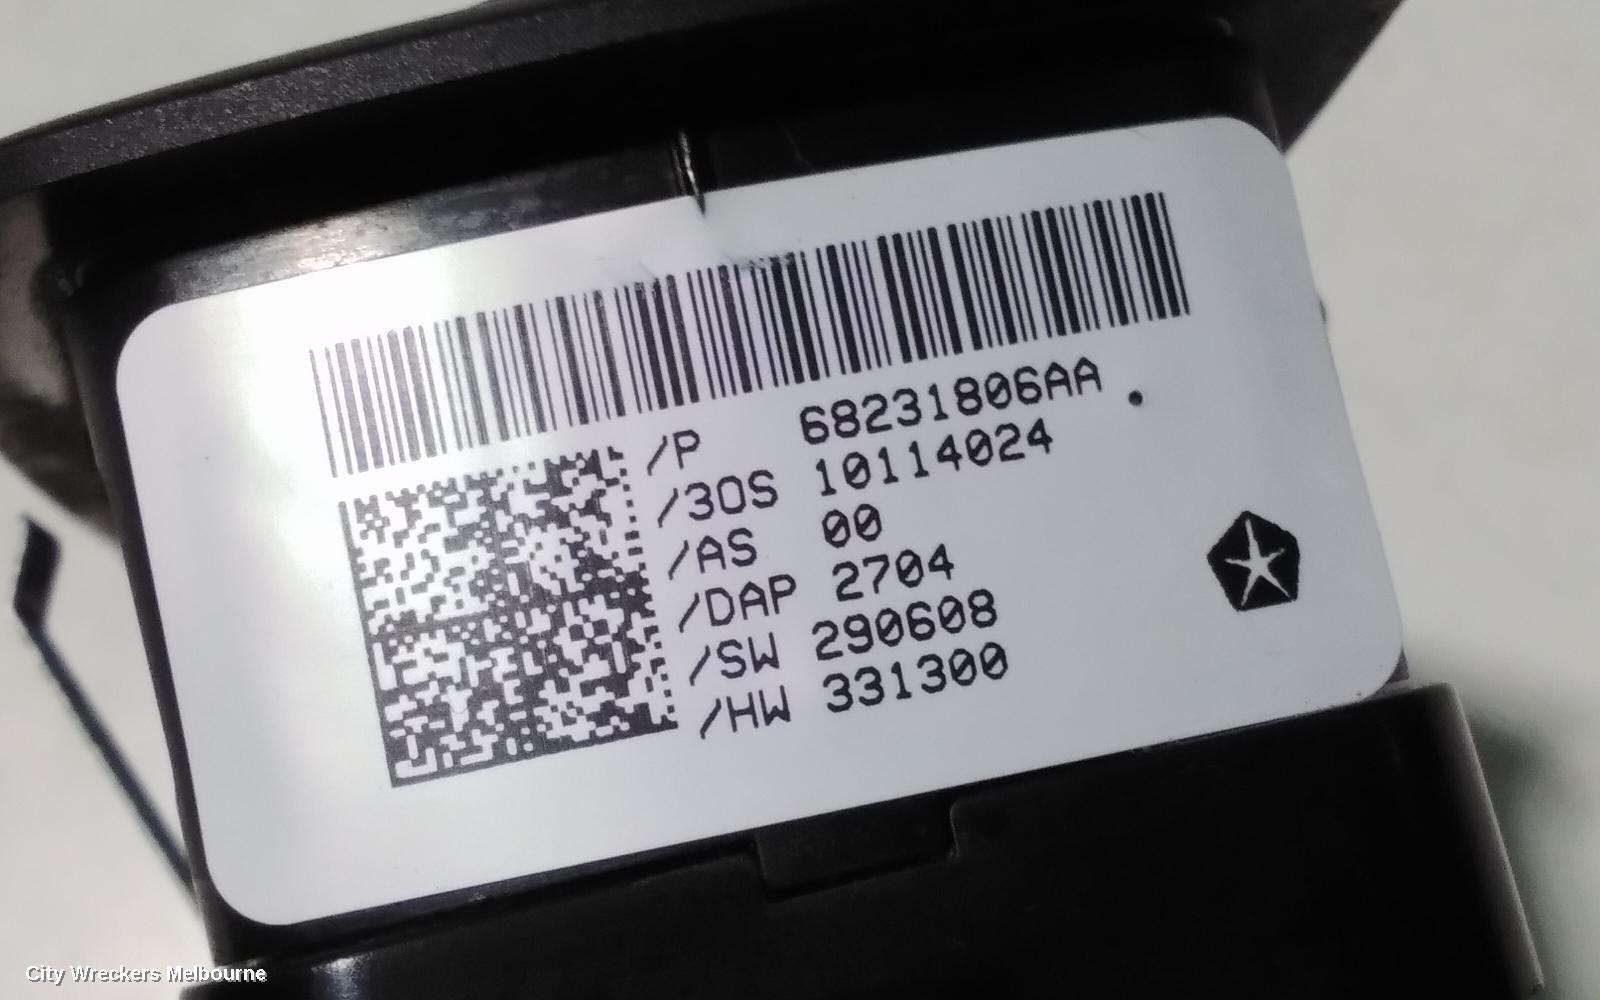 /P 68231806AA
/3OS 10114024
/AS 00
/DAP 2704
/SW 290608
/HW 331300
City Wreckers Melbourne